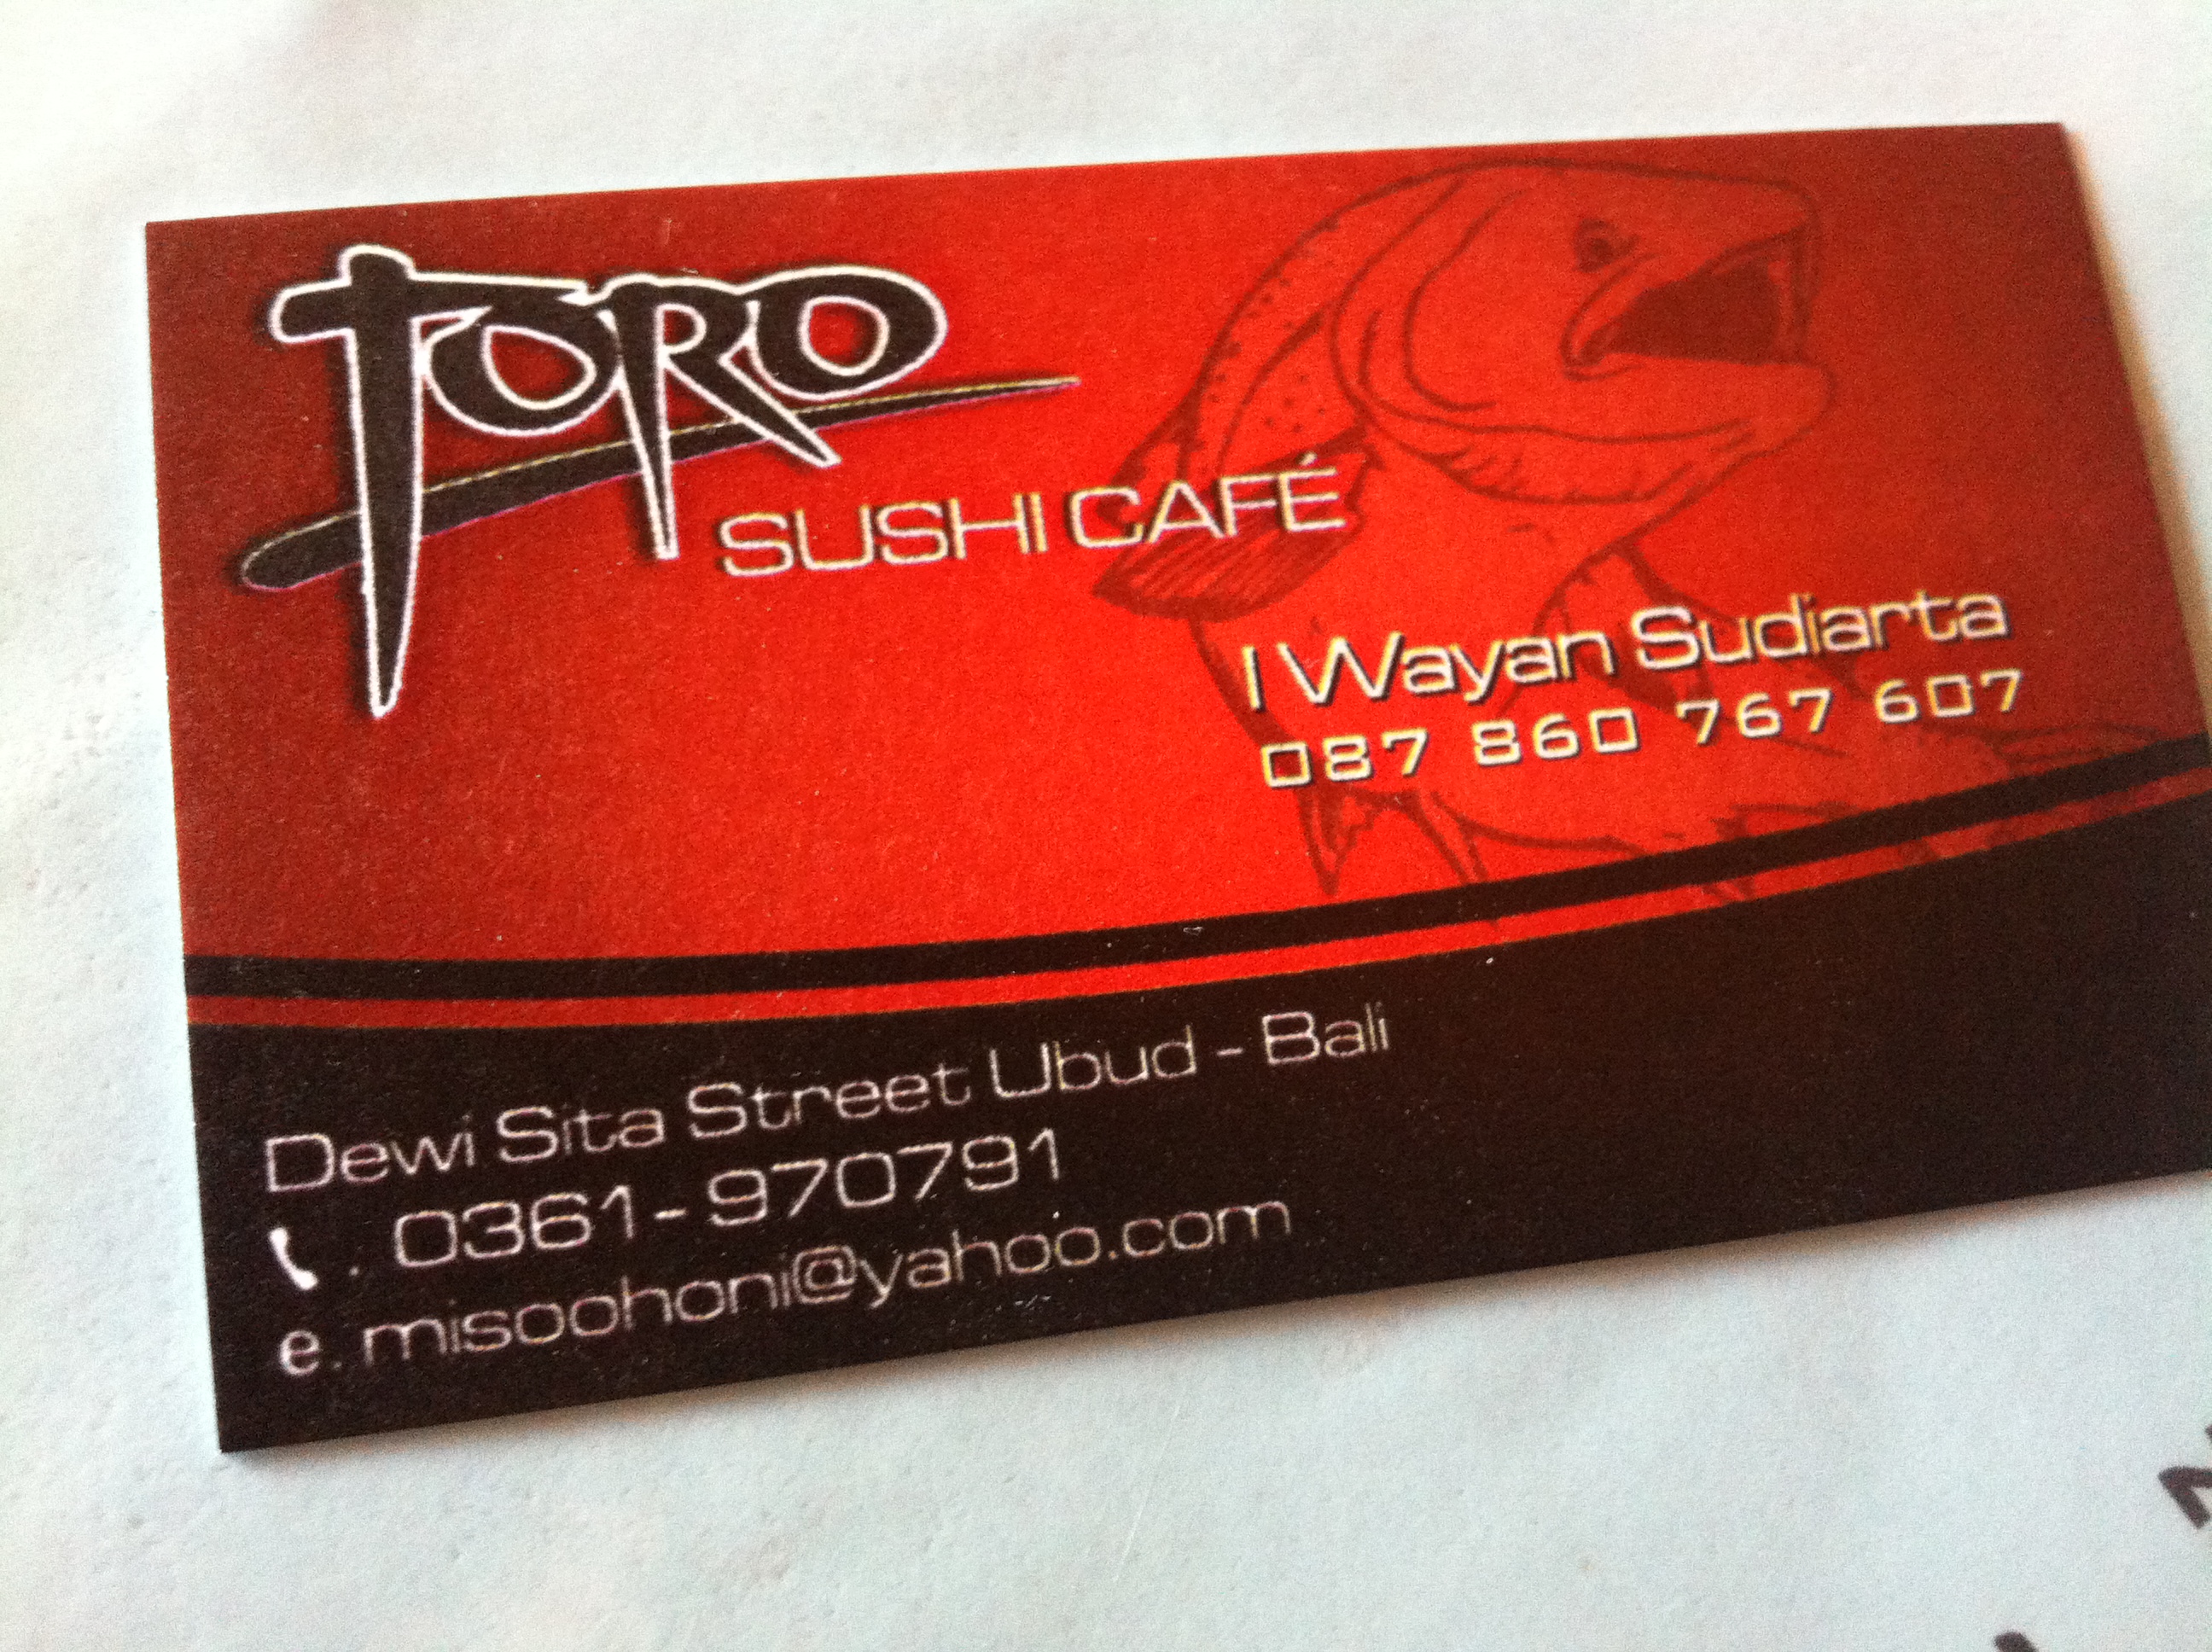 TORO
SUSHI CAFÉ
I Wayan Sudiarta
087 860 767 607
Dewi Sita Street Ubud - Bali
. 0361-970791
e. misoohoni@yahoo.com